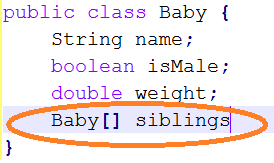 public class Baby {
    String name;
    boolean isMale;
    double weight;
    Baby[] siblings
}